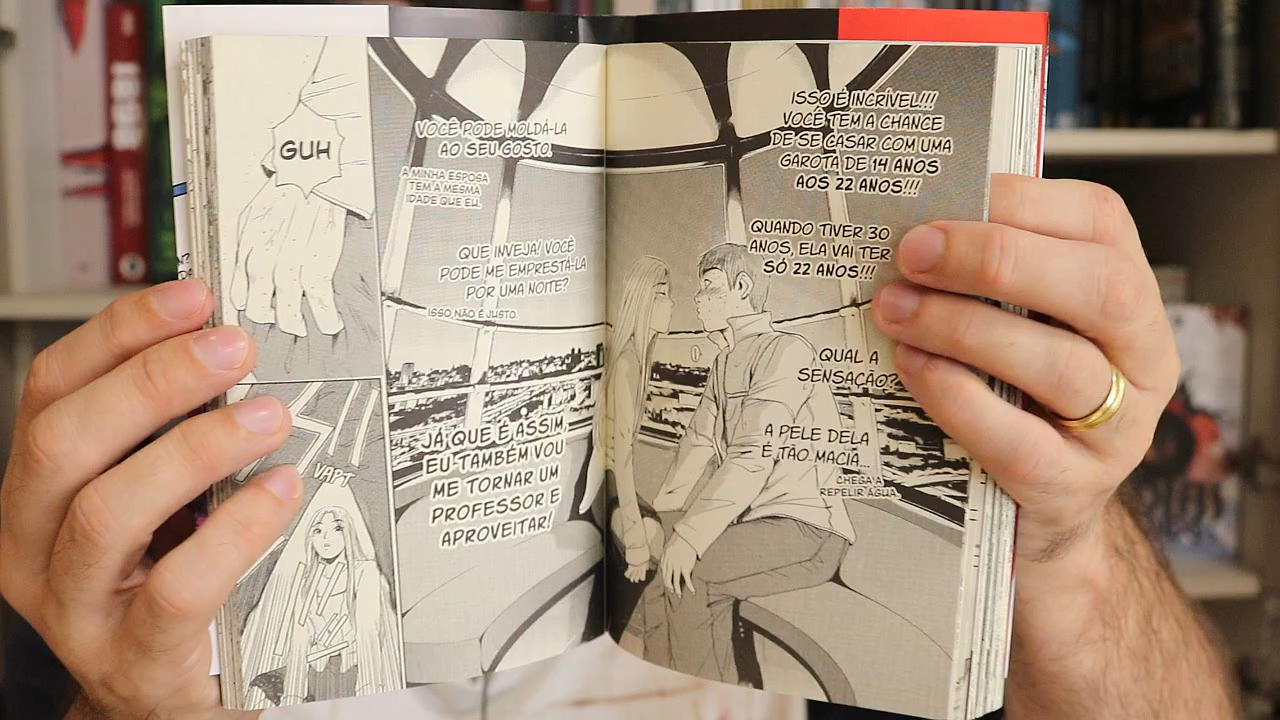 ISSO É INCRÍVEL!!!
VOCÊ TEM A CHANCE
DE SE CASAR COM UMA
GAROTA DE 14 ANOS
AOS 22 ANOS!!!
QUANDO TIVER 30
ANOS, ELA VAI TER
SÓ 22 ANOS!!!
QUAL A
SENSAÇÃO?
A PELE DELA
É TÃO MACIA...
CHEGA A
REPELIR ÁGUA.
VOCÊ PODE MOLDÁ-LA
AO SEU GOSTO.
A MINHA ESPOSA
TEM A MESMA
IDADE QUE EU.
QUE INVEJA! VOCÊ
PODE ME EMPRESTÁ-LA
POR UMA NOITE?
ISSO NÃO É JUSTO.
JÁ QUE É ASSIM,
EU TAMBÉM VOU
ME TORNAR UM
PROFESSOR E
APROVEITAR!
GUH
VAPT